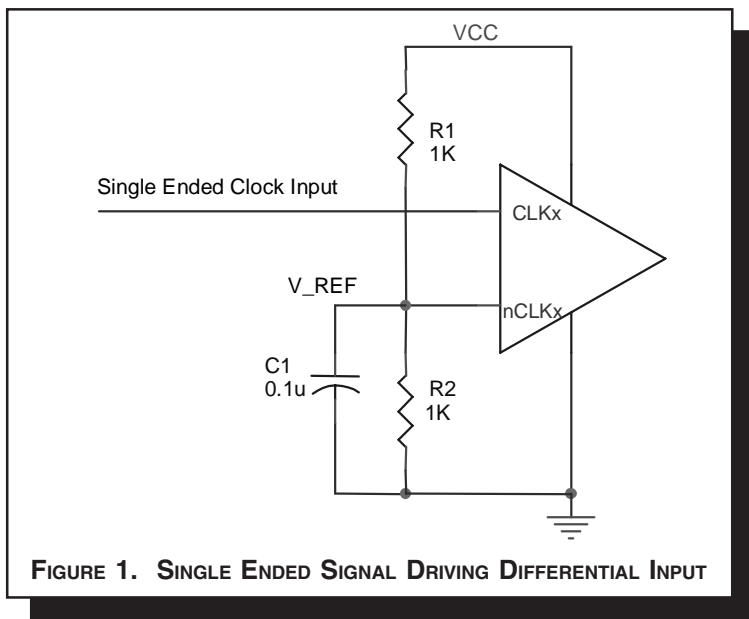 VCC
R1
1K
Single Ended Clock Input
CLKx
V_REF
nCLKx
C1
0.1u
R2
1K
FIGURE 1. SINGLE ENDED SIGNAL DRIVING DIFFERENTIAL INPUT